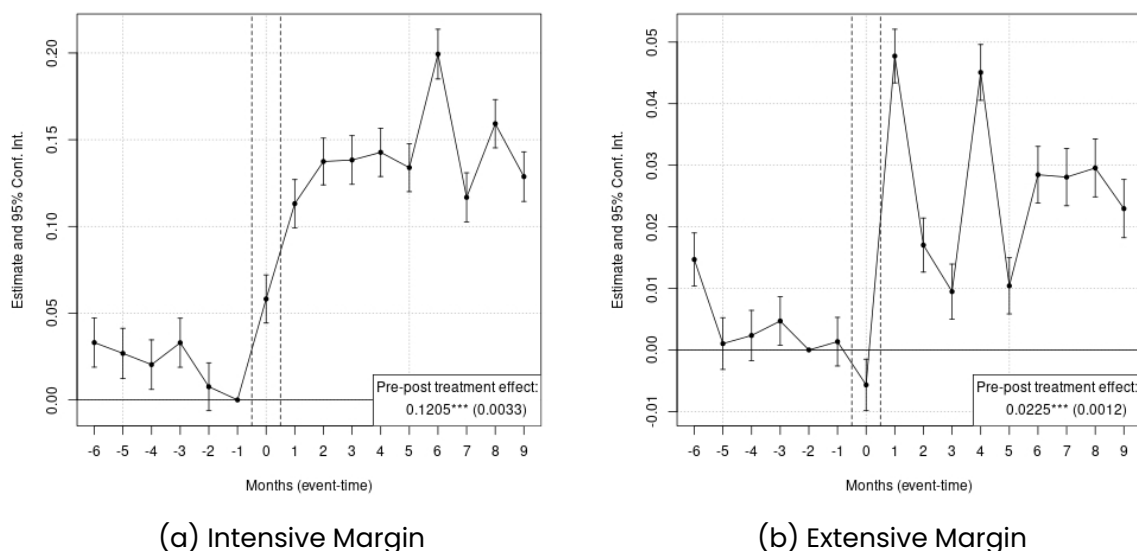 Estimate and 95% Conf. Int.
0.20
0.15
0.10
0.05
0.00
Pre-post treatment effect:
0.1205*** (0.0033)
-6 -5 -4 -3 -2 -1 0 1 2 3 4 5 6 7 8 9
Months (event-time)
(a) Intensive Margin
Estimate and 95% Conf. Int.
0.05
0.04
0.03
0.02
0.01
0.00
-0.01
Pre-post treatment effect:
0.0225*** (0.0012)
-6 -5 -4 -3 -2 -1 0 1 2 3 4 5 6 7 8 9
Months (event-time)
(b) Extensive Margin